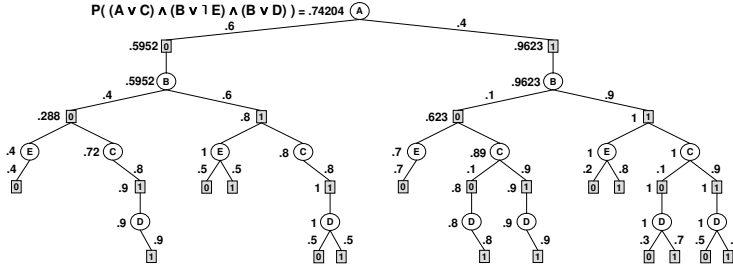 P( (A ∨ C) ∧ (B ∨ ˥ E) ∧ (B ∨ D) ) = .74204 A
.6 .4
.5952 0 .9623 1
.5952 B .9623 B
.4 .6 .1 .9
.288 0 .8 1 .623 0 1 1
.4 E .72 C 1 E .8 C .7 E .89 C 1 E 1 C
.4 .8 .5 .5 .8 .7 .1 .9 .2 .8 .1 .9
0 .9 1 0 1 1 1 0 .8 0 .9 1 0 1 1 0 1 1
.9 D 1 D .8 D .9 D 1 D 1 D
.9 .5 .5 .8 .9 .3 .7 .5
1 0 1 1 1 0 1 0 1